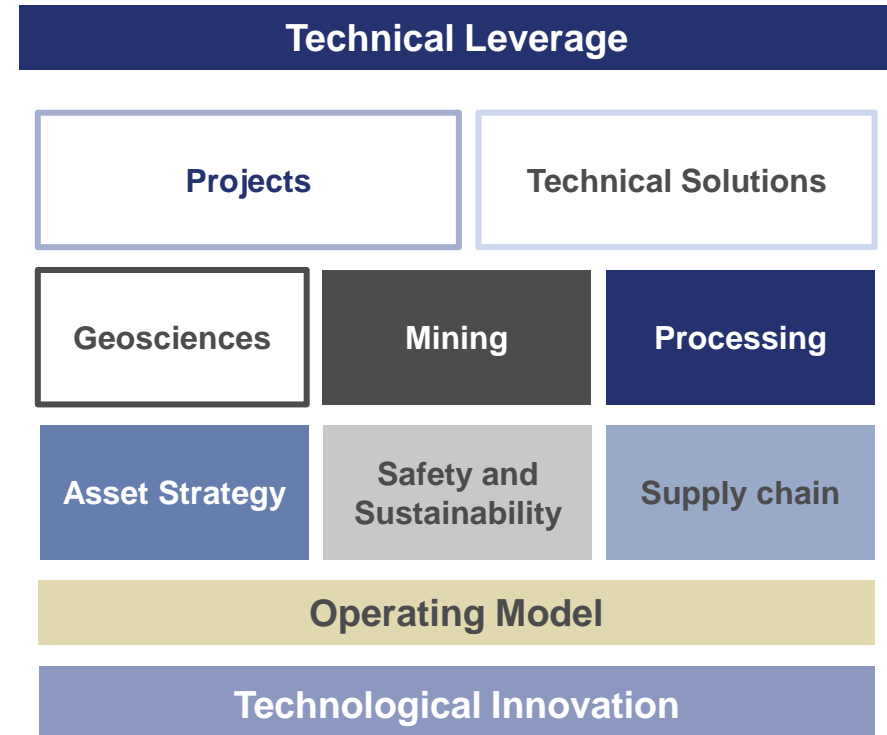 Technical Leverage
Projects
Technical Solutions
Geosciences
Mining
Processing
Asset Strategy
Safety and
Sustainability
Supply chain
Operating Model
Technological Innovation